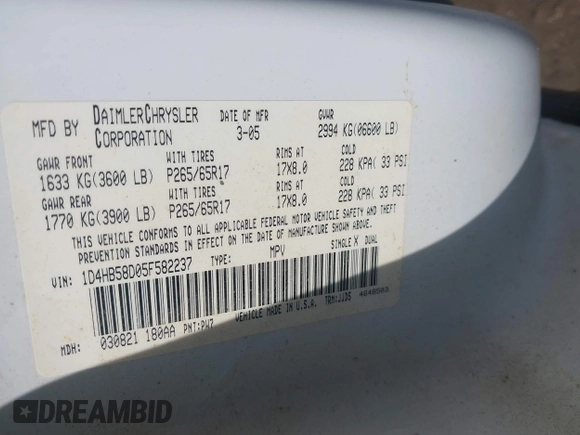 MFD BY DAIMLERCHRYSLER CORPORATION DATE OF MFR 3-05 GVWR 2994 KG(06600 LB)
GAWR FRONT WITH TIRES RIMS AT COLD
1633 KG(3600 LB) P265/65R17 17X8.0 228 KPA( 33 PSI
GAWR REAR WITH TIRES RIMS AT COLD
1770 KG(3900 LB) P265/65R17 17X8.0 228 KPA( 33 PSI
THIS VEHICLE CONFORMS TO ALL APPLICABLE FEDERAL MOTOR VEHICLE SAFETY AND THEFT
PREVENTION STANDARDS IN EFFECT ON THE DATE OF MANUFACTURE SHOWN ABOVE.
VIN: 1D4HB58D05F582237 TYPE: MPV SINGLE X DUAL
MDH: 030821 180AA PNT:PW7 VEHICLE MADE IN U.S.A. TRM:JJD5
DREAMBID